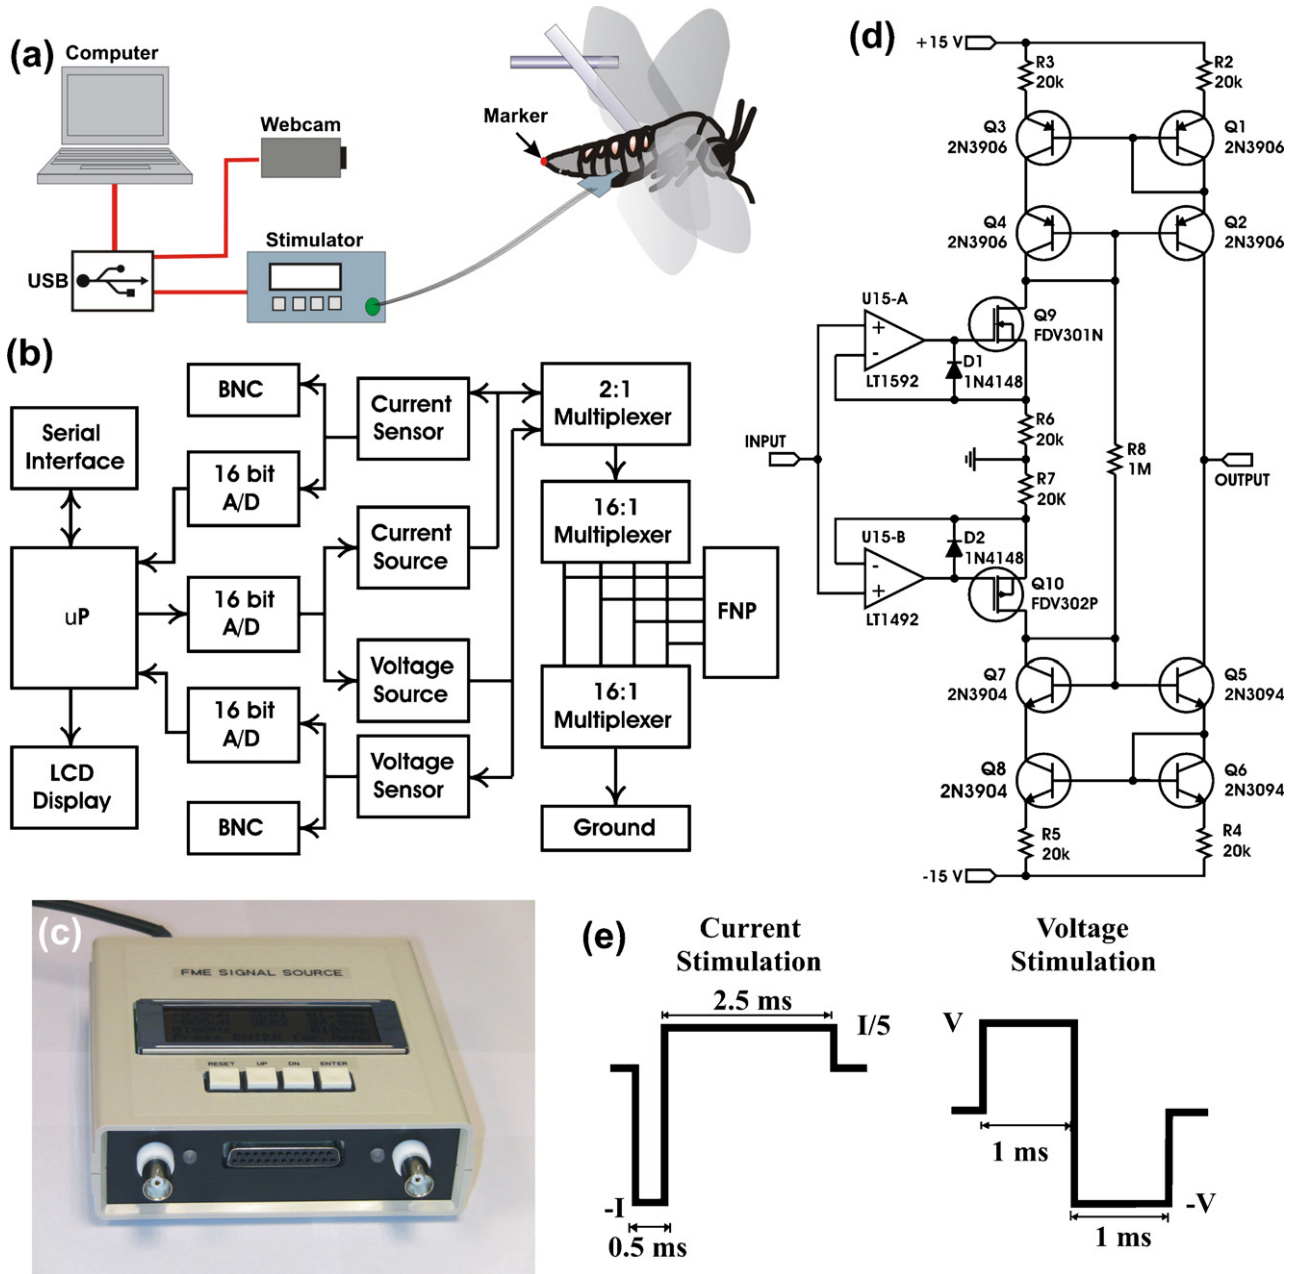 (a)
Computer
Webcam
Marker
Stimulator
USB
(b)
BNC
Current
Sensor
2:1
Multiplexer
Serial
Interface
16 bit
A/D
16:1
Multiplexer
Current
Source
uP
16 bit
A/D
FNP
Voltage
Source
16:1
Multiplexer
16 bit
A/D
LCD
Display
Voltage
Sensor
BNC
Ground
(c)
FME SIGNAL SOURCE
RESET UP DN ENTER
(d)
+15 V
R3
20k
R2
20k
Q3
2N3906
Q1
2N3906
Q4
2N3906
Q2
2N3906
U15-A
+
-
LT1592
Q9
FDV301N
D1
1N4148
R6
20k
INPUT
R8
1M
R7
20K
OUTPUT
U15-B
-
+
LT1492
D2
1N4148
Q10
FDV302P
Q7
2N3904
Q5
2N3094
Q8
2N3904
Q6
2N3094
R5
20k
R4
20k
-15 V
(e)
Current
Stimulation
2.5 ms
I/5
-I
0.5 ms
Voltage
Stimulation
V
1 ms
-V
1 ms